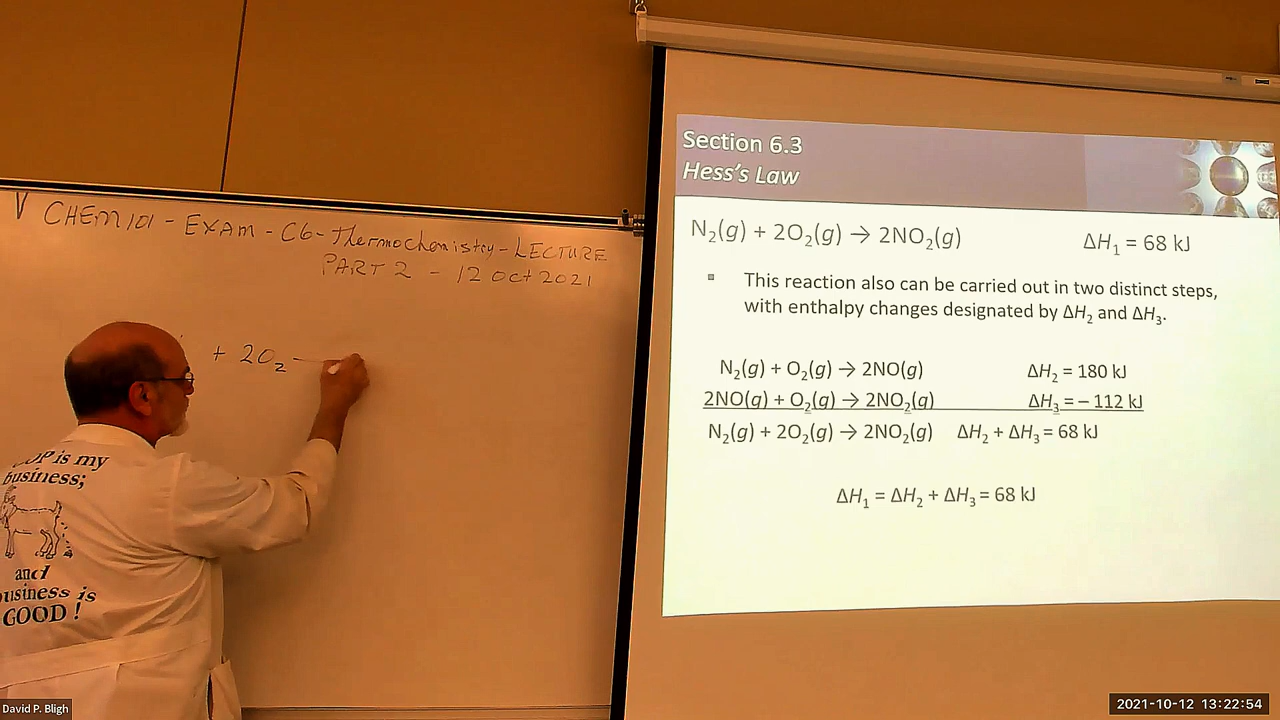 V CHEM 101 - EXAM - C6 - Thermochemistry - LECTURE
PART 2 - 12 Oct 2021
+ 2O₂ —
my
business;
and
is
GOOD !
David P. Bligh
Section 6.3
Hess's Law
N₂(g) + 2O₂(g) → 2NO₂(g) ΔH₁ = 68 kJ
▪ This reaction also can be carried out in two distinct steps,
with enthalpy changes designated by ΔH₂ and ΔH₃.
N₂(g) + O₂(g) → 2NO(g) ΔH₂ = 180 kJ
2NO(g) + O₂(g) → 2NO₂(g) ΔH₃ = – 112 kJ
N₂(g) + 2O₂(g) → 2NO₂(g) ΔH₂ + ΔH₃ = 68 kJ
ΔH₁ = ΔH₂ + ΔH₃ = 68 kJ
2021-10-12 13:22:54